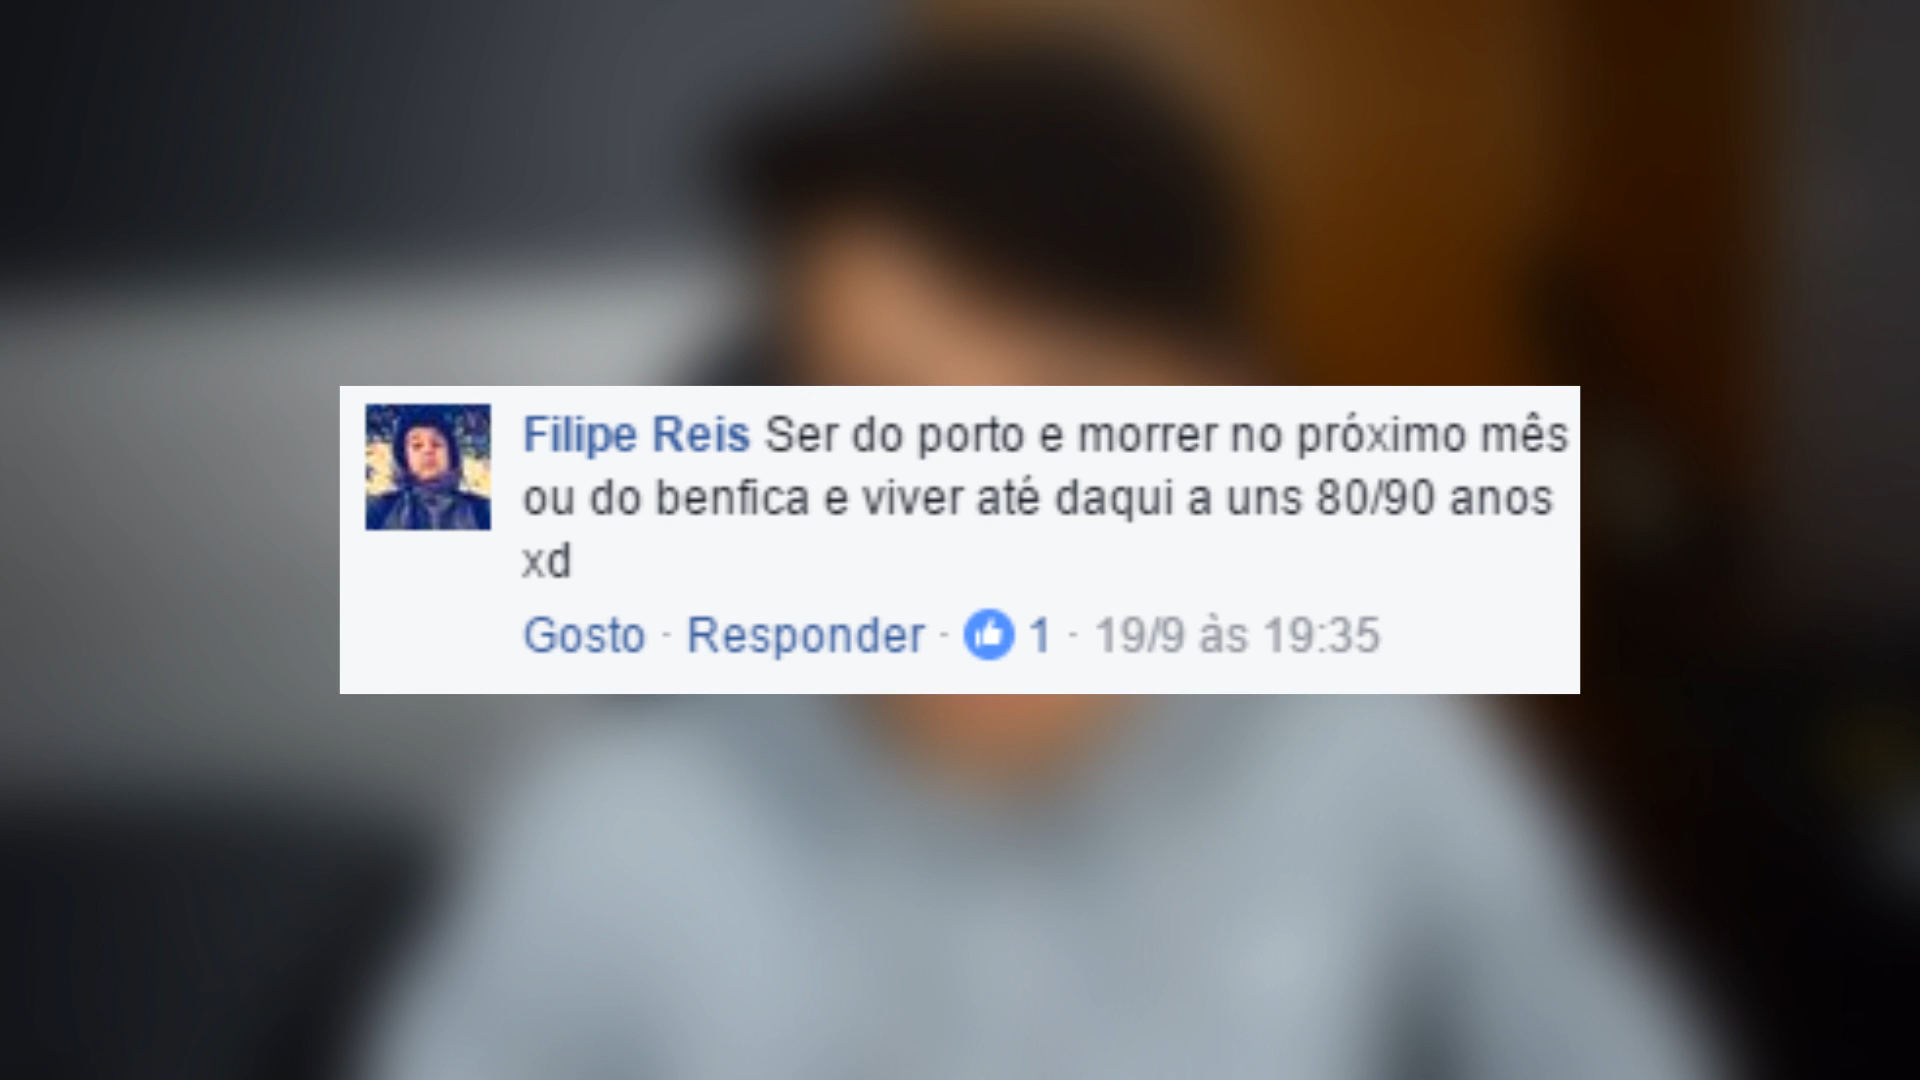 Filipe Reis Ser do porto e morrer no próximo mês
ou do benfica e viver até daqui a uns 80/90 anos
xd
Gosto · Responder · 1 · 19/9 às 19:35